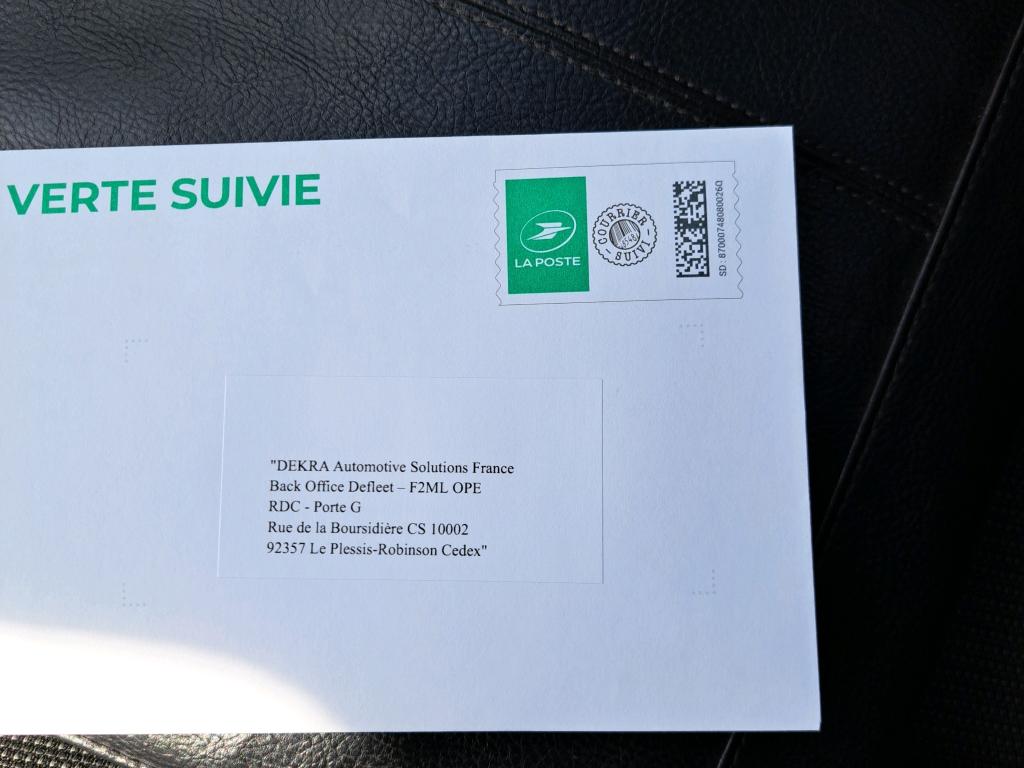 VERTE SUIVIE
LA POSTE
COURRIER
SUIVI
SD : 87000748080026Q
"DEKRA Automotive Solutions France
Back Office Defleet – F2ML OPE
RDC - Porte G
Rue de la Boursidière CS 10002
92357 Le Plessis-Robinson Cedex"